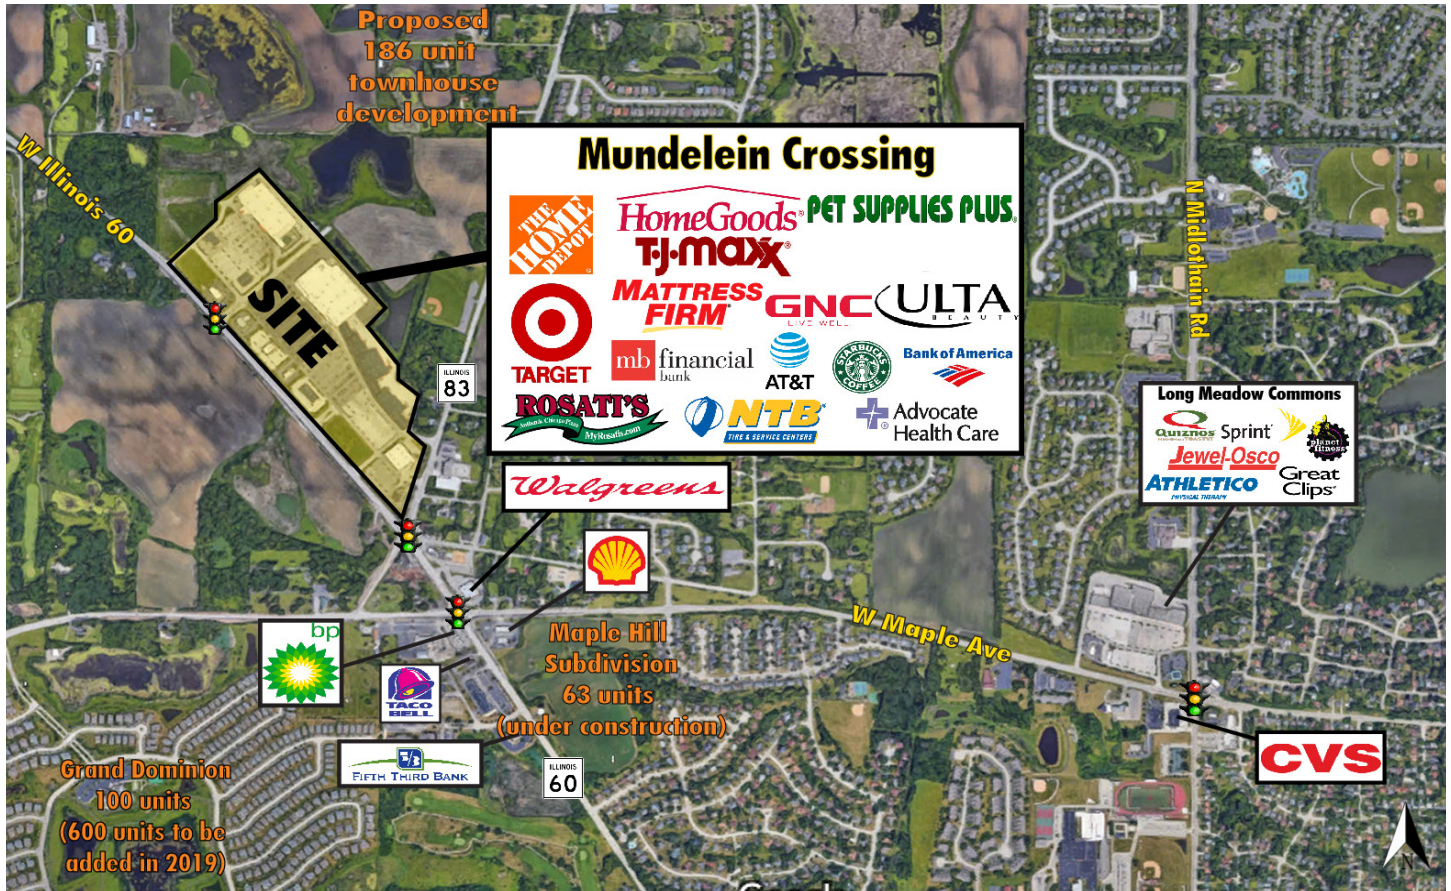 Proposed
186 unit
townhouse
development
W Illinois 60
SITE
Mundelein Crossing
THE
HOME
DEPOT
HomeGoods
PET SUPPLIES PLUS
T·J·maxx
TARGET
MATTRESS
FIRM
GNC
LIVE WELL.
ULTA
BEAUTY
mb financial
bank
AT&T
STARBUCKS
COFFEE
Bank of America
ROSATI'S
MyRosatis.com
NTB
TIRE & SERVICE CENTERS
Advocate
Health Care
ILLINOIS
83
N Midlothain Rd
Long Meadow Commons
QUIZNOS
Sprint
planet
fitness
Jewel-Osco
ATHLETICO
PHYSICAL THERAPY
Great
Clips
Walgreens
bp
TACO
BELL
Maple Hill
Subdivision
63 units
(under construction)
W Maple Ave
FIFTH THIRD BANK
ILLINOIS
60
CVS
Grand Dominion
100 units
(600 units to be
added in 2019)
N